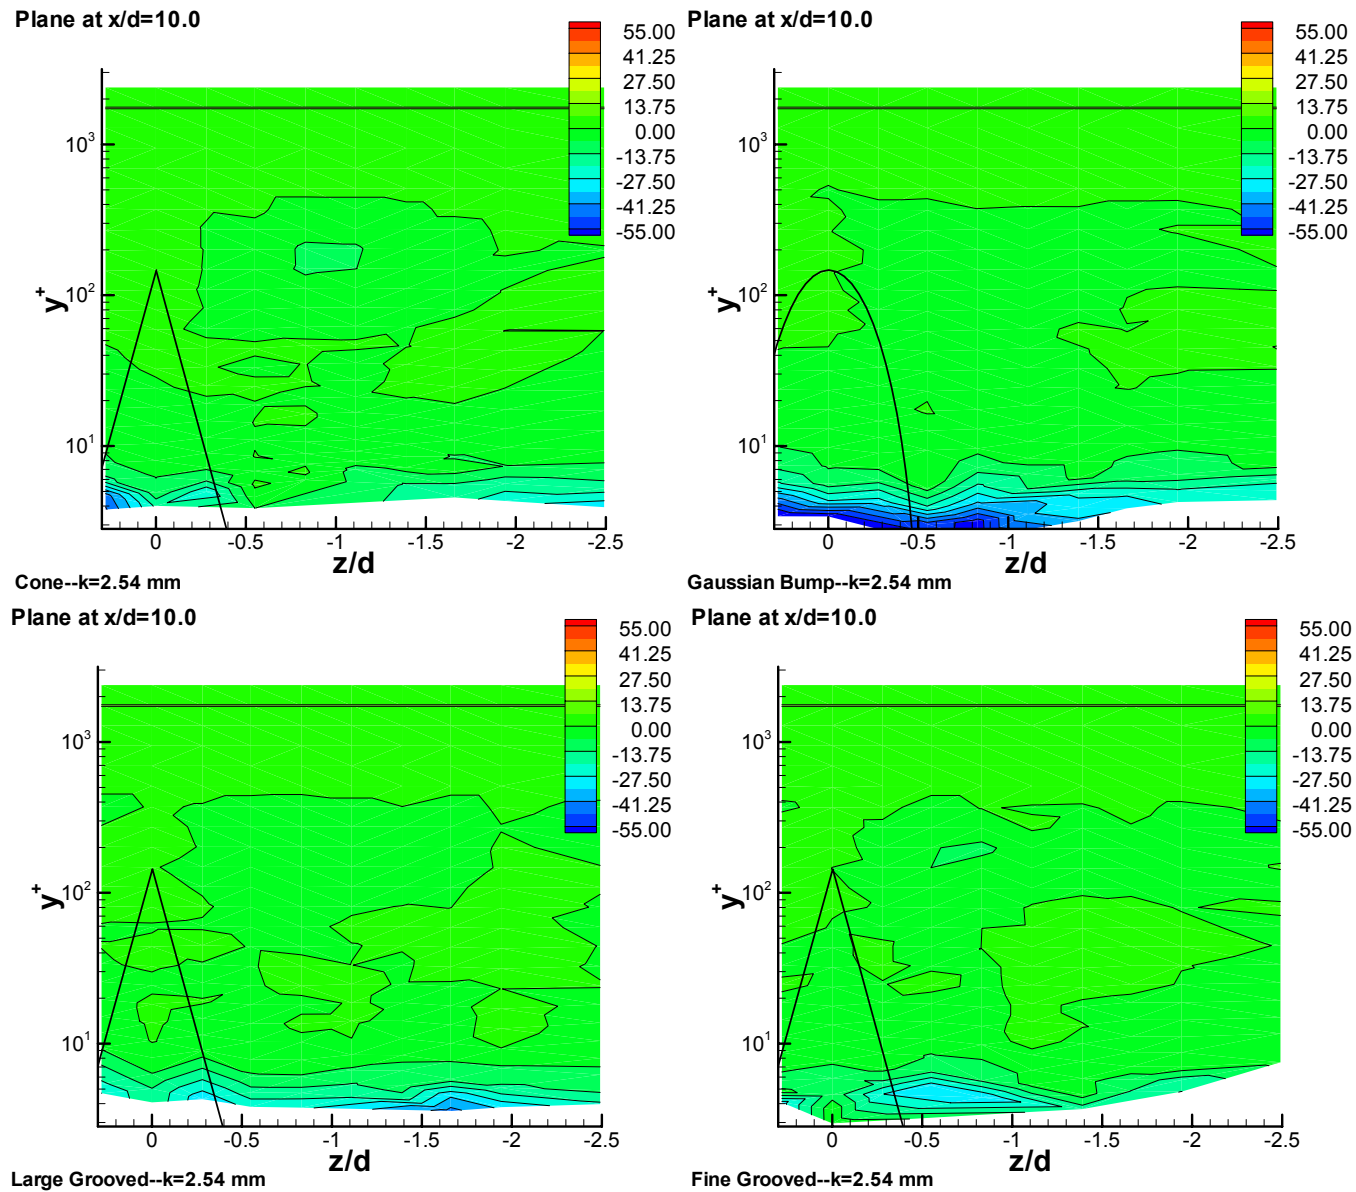 Plane at x/d=10.0
55.00
41.25
27.50
13.75
0.00
-13.75
-27.50
-41.25
-55.00
10³
10²
10¹
y⁺
0 -0.5 -1 -1.5 -2 -2.5
z/d
Cone--k=2.54 mm
Plane at x/d=10.0
55.00
41.25
27.50
13.75
0.00
-13.75
-27.50
-41.25
-55.00
10³
10²
10¹
y⁺
0 -0.5 -1 -1.5 -2 -2.5
z/d
Gaussian Bump--k=2.54 mm
Plane at x/d=10.0
55.00
41.25
27.50
13.75
0.00
-13.75
-27.50
-41.25
-55.00
10³
10²
10¹
y⁺
0 -0.5 -1 -1.5 -2 -2.5
z/d
Large Grooved--k=2.54 mm
Plane at x/d=10.0
55.00
41.25
27.50
13.75
0.00
-13.75
-27.50
-41.25
-55.00
10³
10²
10¹
y⁺
0 -0.5 -1 -1.5 -2 -2.5
z/d
Fine Grooved--k=2.54 mm